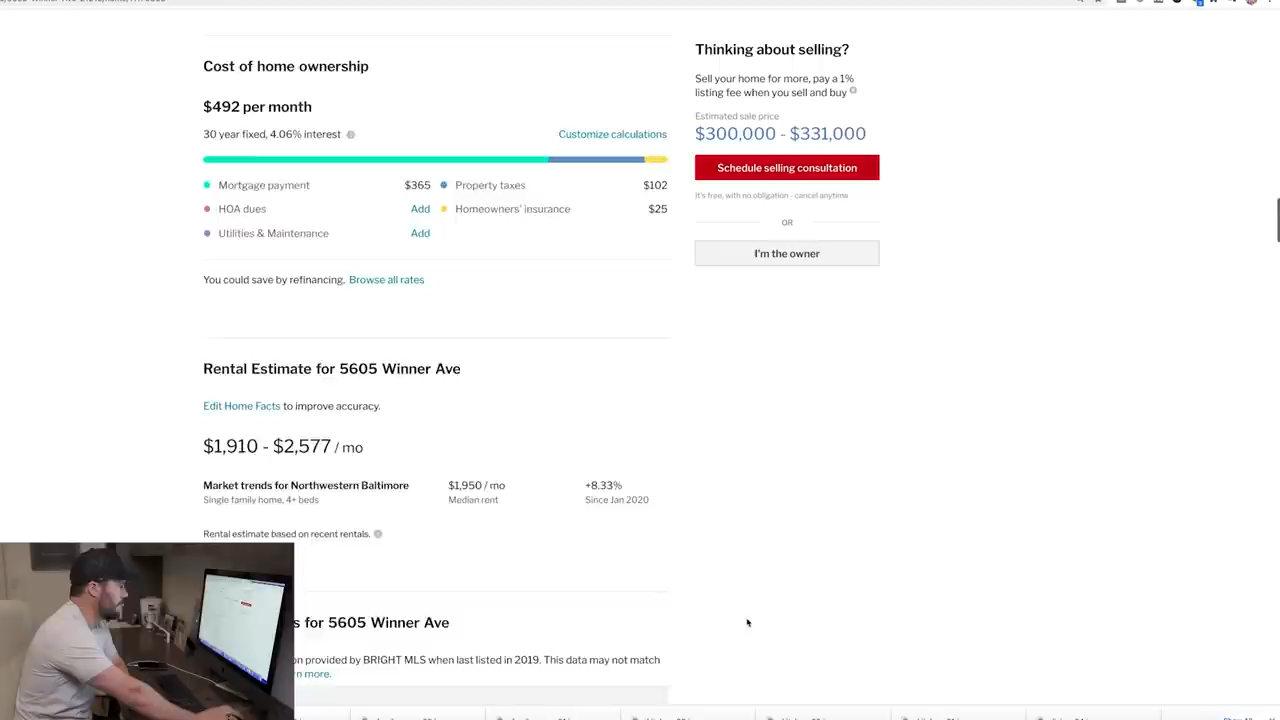 Cost of home ownership
$492 per month
30 year fixed, 4.06% interest
Customize calculations
Mortgage payment $365
Property taxes $102
HOA dues Add
Homeowners' insurance $25
Utilities & Maintenance Add
You could save by refinancing. Browse all rates
Rental Estimate for 5605 Winner Ave
Edit Home Facts to improve accuracy.
$1,910 - $2,577 / mo
Market trends for Northwestern Baltimore
Single family home, 4+ beds
$1,950 / mo
Median rent
+8.33%
Since Jan 2020
Rental estimate based on recent rentals.
for 5605 Winner Ave
provided by BRIGHT MLS when last listed in 2019. This data may not match
more.
Thinking about selling?
Sell your home for more, pay a 1%
listing fee when you sell and buy
Estimated sale price
$300,000 - $331,000
Schedule selling consultation
It's free, with no obligation - cancel anytime
OR
I'm the owner